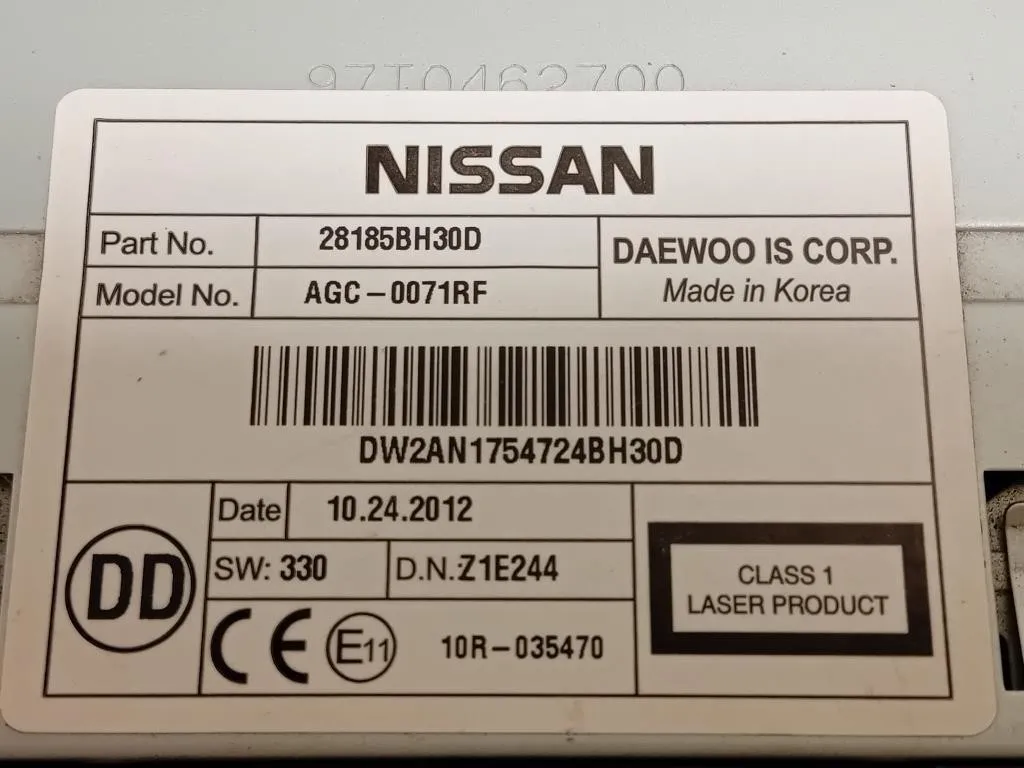 97T0462700
NISSAN
Part No. 28185BH30D
Model No. AGC-0071RF
DAEWOO IS CORP.
Made in Korea
DW2AN1754724BH30D
DD
Date 10.24.2012
SW: 330 D.N.:Z1E244
CE E11 10R-035470
CLASS 1
LASER PRODUCT